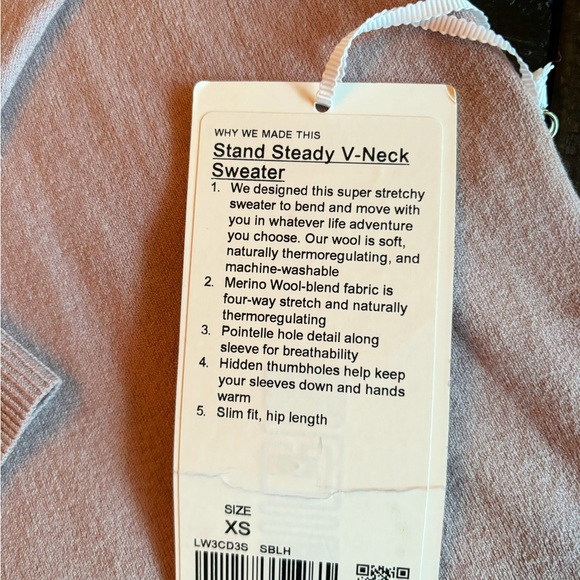 WHY WE MADE THIS
Stand Steady V-Neck
Sweater
1. We designed this super stretchy
sweater to bend and move with
you in whatever life adventure
you choose. Our wool is soft,
naturally thermoregulating, and
machine-washable
2. Merino Wool-blend fabric is
four-way stretch and naturally
thermoregulating
3. Pointelle hole detail along
sleeve for breathability
4. Hidden thumbholes help keep
your sleeves down and hands
warm
5. Slim fit, hip length
SIZE
XS
LW3CD3S SBLH